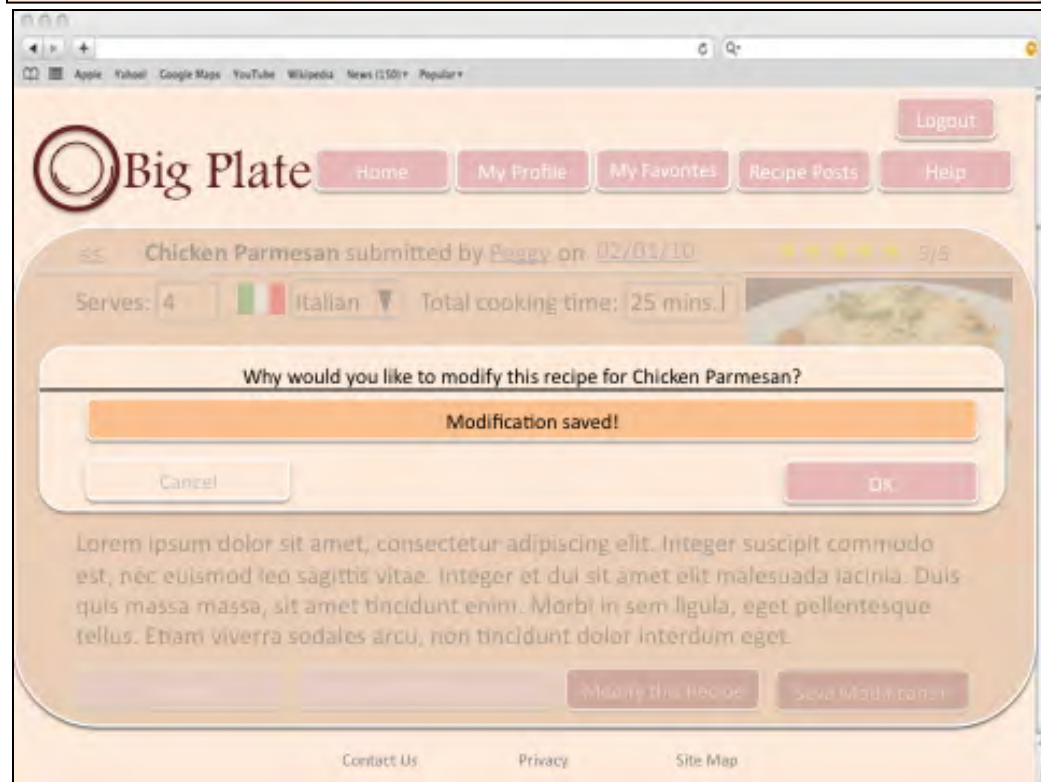 Apple Yahoo! Google Maps YouTube Wikipedia News (150) Popular
Logout
Big Plate Home My Profile My Favorites Recipe Posts Help
<< Chicken Parmesan submitted by Peggy on 02/01/10 5/5
Serves: 4 Italian Total cooking time: 25 mins.
Why would you like to modify this recipe for Chicken Parmesan?
Modification saved!
Cancel OK
Lorem ipsum dolor sit amet, consectetur adipiscing elit. Integer suscipit commodo
est, nec euismod leo sagittis vitae. Integer et dui sit amet elit malesuada lacinia. Duis
quis massa massa, sit amet tincidunt enim. Morbi in sem ligula, eget pellentesque
tellus. Etiam viverra sodales arcu, non tincidunt dolor interdum eget.
Modify this Recipe Save
Contact Us Privacy Site Map